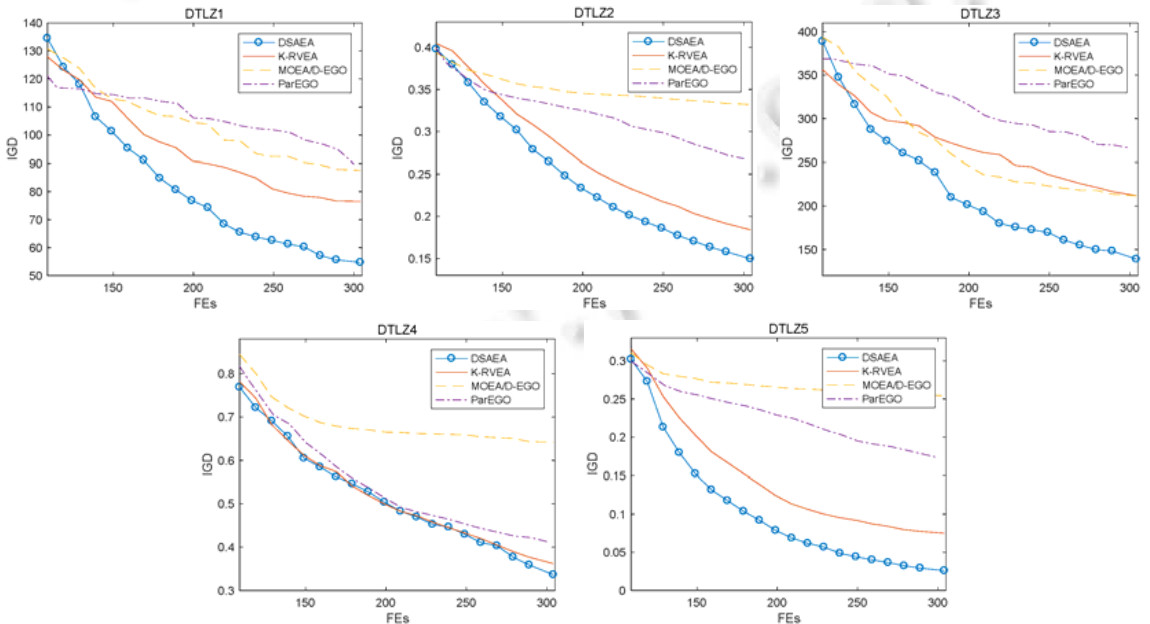 DTLZ1
140
130
120
110
100
90
80
70
60
50
IGD
150
200
250
300
FEs
DSAEA
K-RVEA
MOEA/D-EGO
ParEGO
DTLZ2
0.4
0.35
0.3
0.25
0.2
0.15
IGD
150
200
250
300
FEs
DSAEA
K-RVEA
MOEA/D-EGO
ParEGO
DTLZ3
400
350
300
250
200
150
IGD
150
200
250
300
FEs
DSAEA
K-RVEA
MOEA/D-EGO
ParEGO
DTLZ4
0.8
0.7
0.6
0.5
0.4
0.3
IGD
150
200
250
300
FEs
DSAEA
K-RVEA
MOEA/D-EGO
ParEGO
DTLZ5
0.3
0.25
0.2
0.15
0.1
0.05
0
IGD
150
200
250
300
FEs
DSAEA
K-RVEA
MOEA/D-EGO
ParEGO